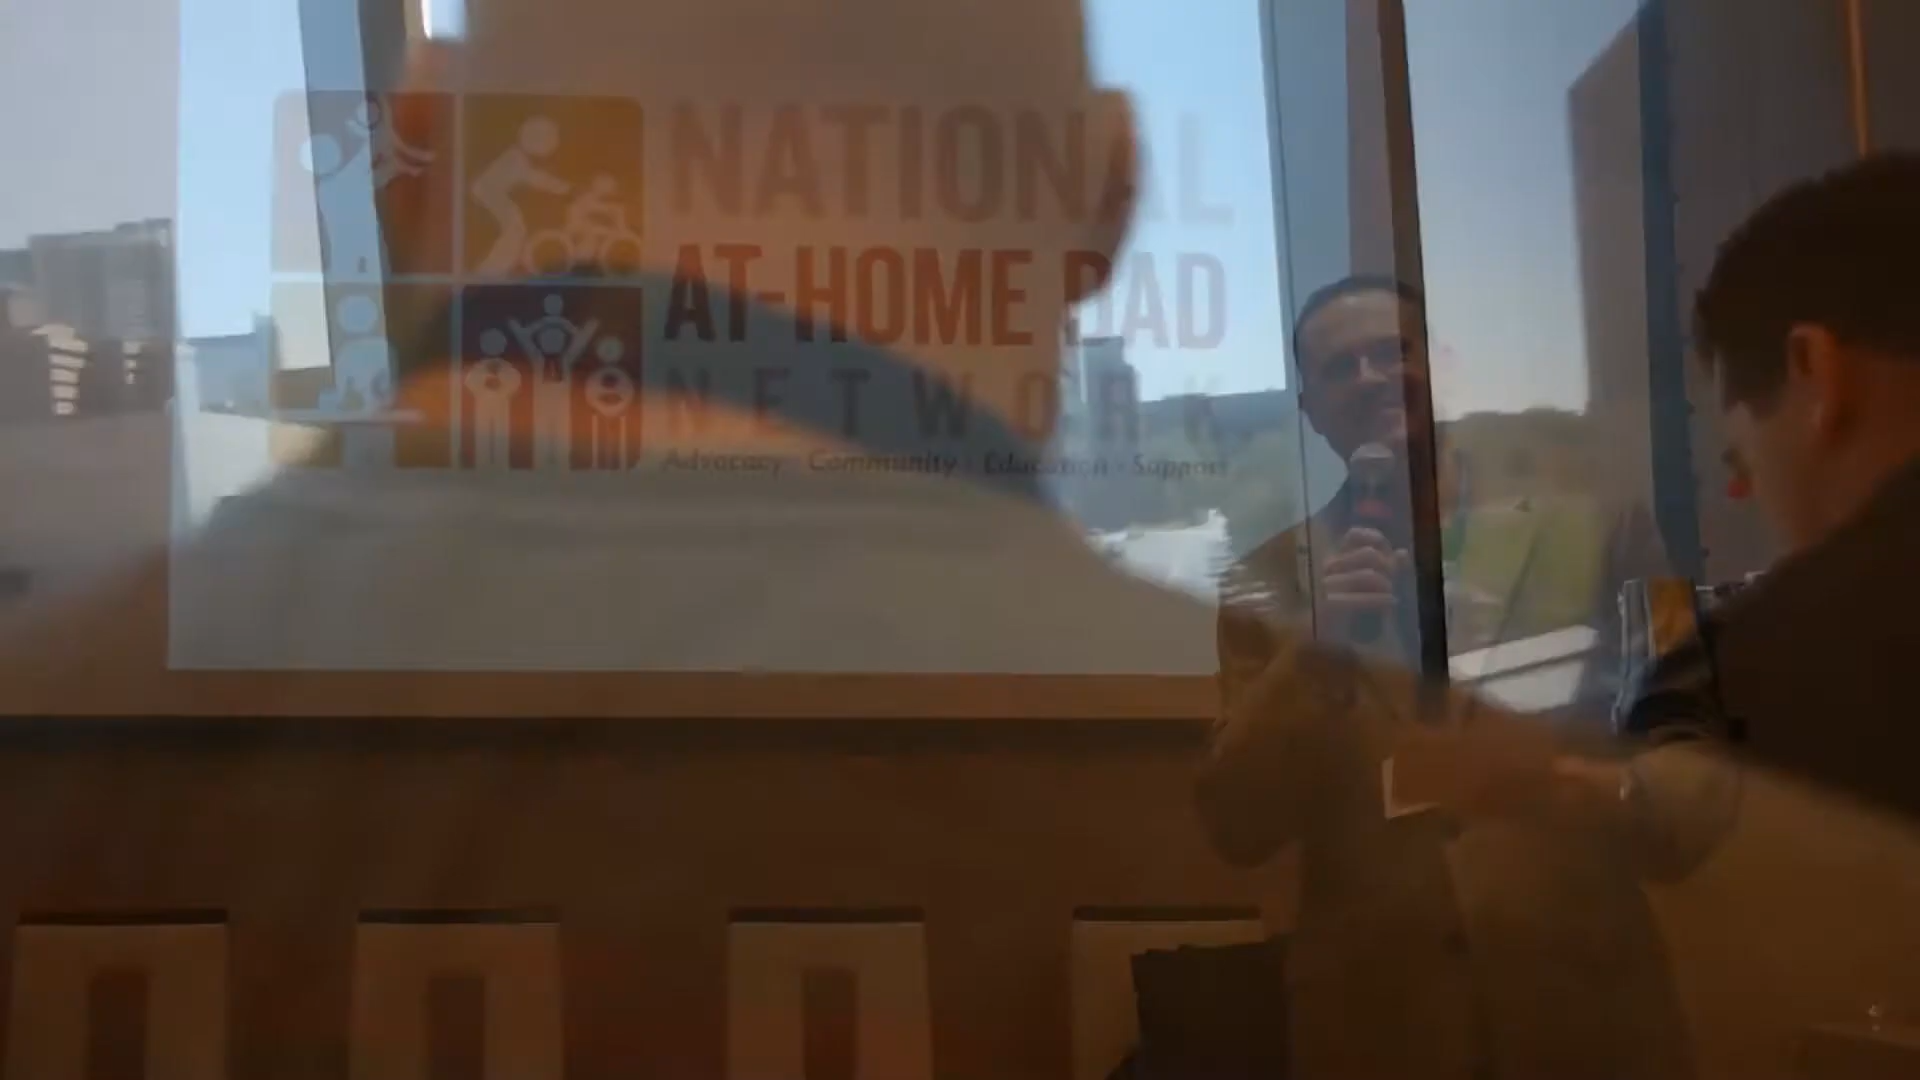 NATIONAL
AT-HOME DAD
NETWORK
Advocacy · Community · Education · Support